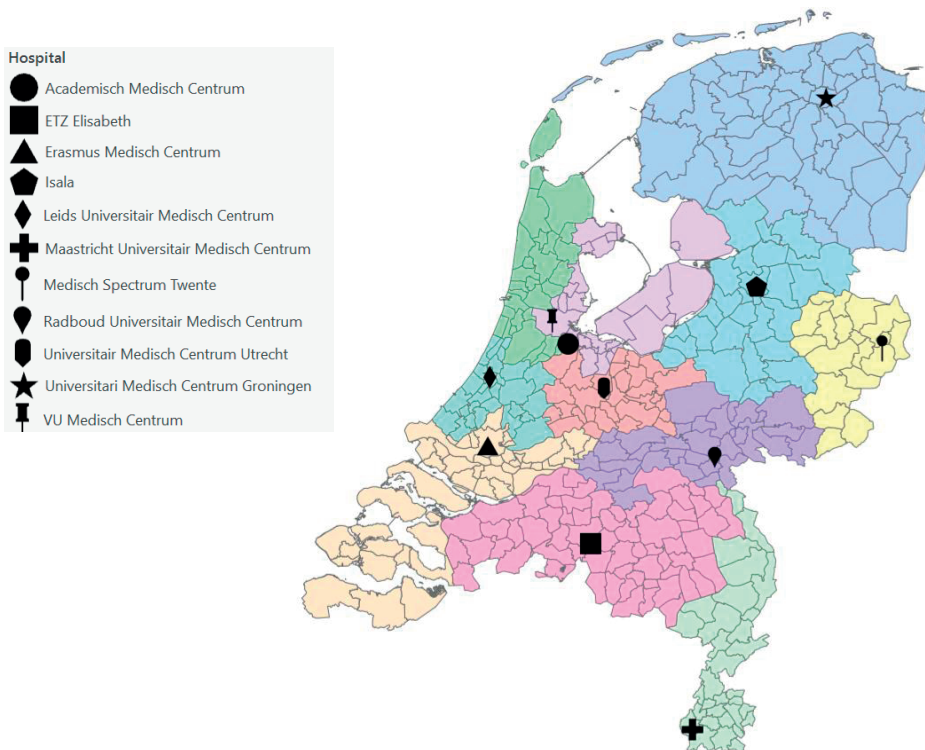 Hospital
Academisch Medisch Centrum
ETZ Elisabeth
Erasmus Medisch Centrum
Isala
Leids Universitair Medisch Centrum
Maastricht Universitair Medisch Centrum
Medisch Spectrum Twente
Radboud Universitair Medisch Centrum
Universitair Medisch Centrum Utrecht
Universitari Medisch Centrum Groningen
VU Medisch Centrum